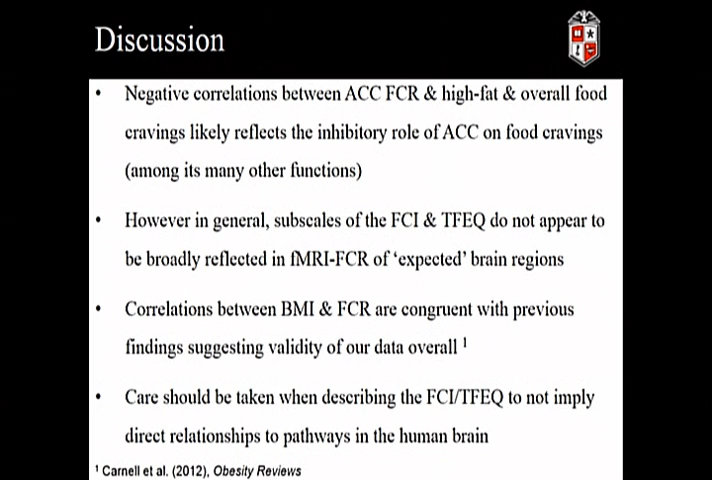 Discussion
• Negative correlations between ACC FCR & high-fat & overall food
cravings likely reflects the inhibitory role of ACC on food cravings
(among its many other functions)
• However in general, subscales of the FCI & TFEQ do not appear to
be broadly reflected in fMRI-FCR of ‘expected’ brain regions
• Correlations between BMI & FCR are congruent with previous
findings suggesting validity of our data overall 1
• Care should be taken when describing the FCI/TFEQ to not imply
direct relationships to pathways in the human brain
1 Carnell et al. (2012), Obesity Reviews